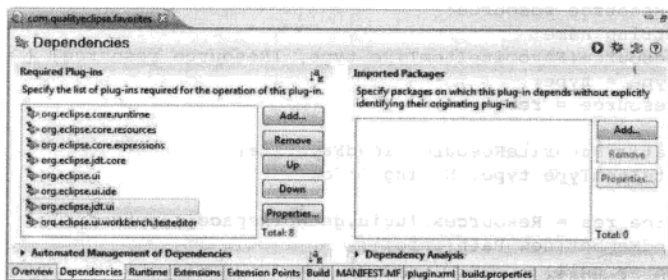 com.qualityeclipse.favorites
Dependencies
Required Plug-ins
Specify the list of plug-ins required for the operation of this plug-in.
org.eclipse.core.runtime
org.eclipse.core.resources
org.eclipse.core.expressions
org.eclipse.jdt.core
org.eclipse.ui
org.eclipse.ui.ide
org.eclipse.jdt.ui
org.eclipse.ui.workbench.texteditor
Add...
Remove
Up
Down
Properties...
Total: 8
Imported Packages
Specify packages on which this plug-in depends without explicitly
identifying their originating plug-in.
Add...
Remove
Properties...
Total: 0
Automated Management of Dependencies
Dependency Analysis
Overview Dependencies Runtime Extensions Extension Points Build MANIFEST.MF plugin.xml build.properties